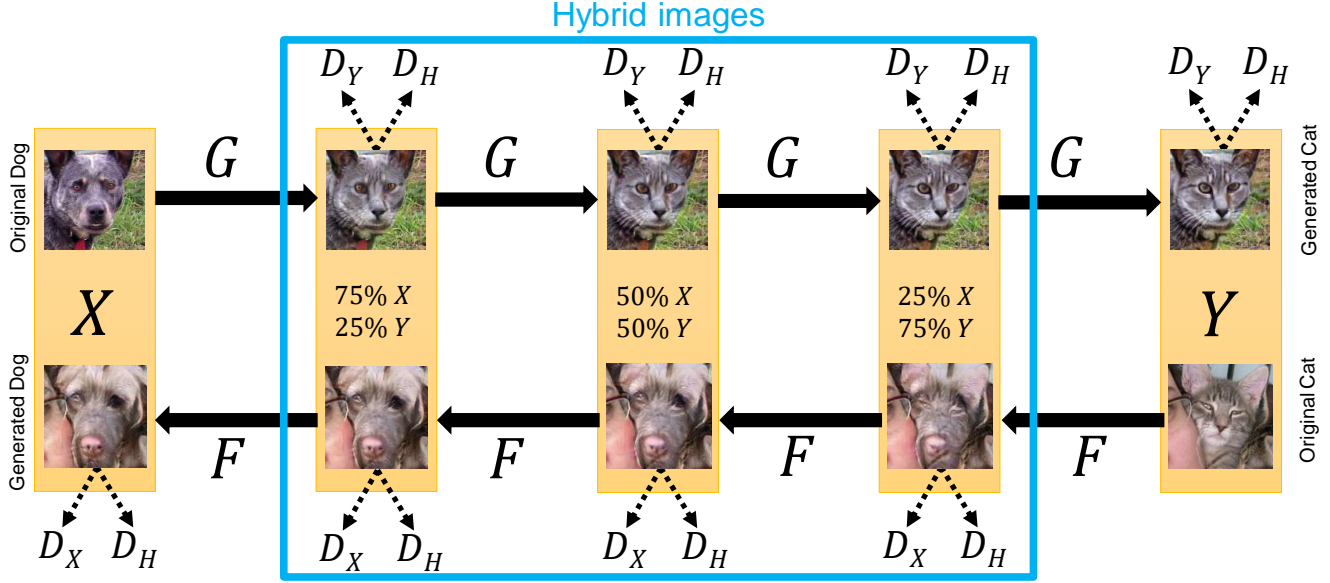 Hybrid images
D_Y D_H D_Y D_H D_Y D_H D_Y D_H
Original Dog G G G G Generated Cat
X 75% X 50% X 25% X Y
25% Y 50% Y 75% Y
Generated Dog F F F F Original Cat
D_X D_H D_X D_H D_X D_H D_X D_H